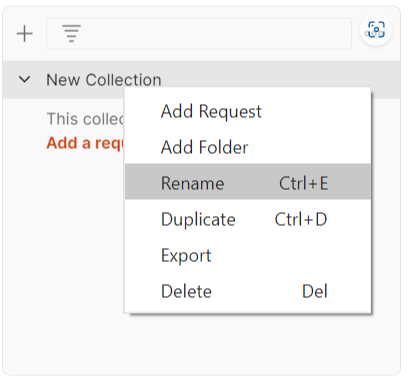 New Collection
This collec
Add a requ
Add Request
Add Folder
Rename Ctrl+E
Duplicate Ctrl+D
Export
Delete Del